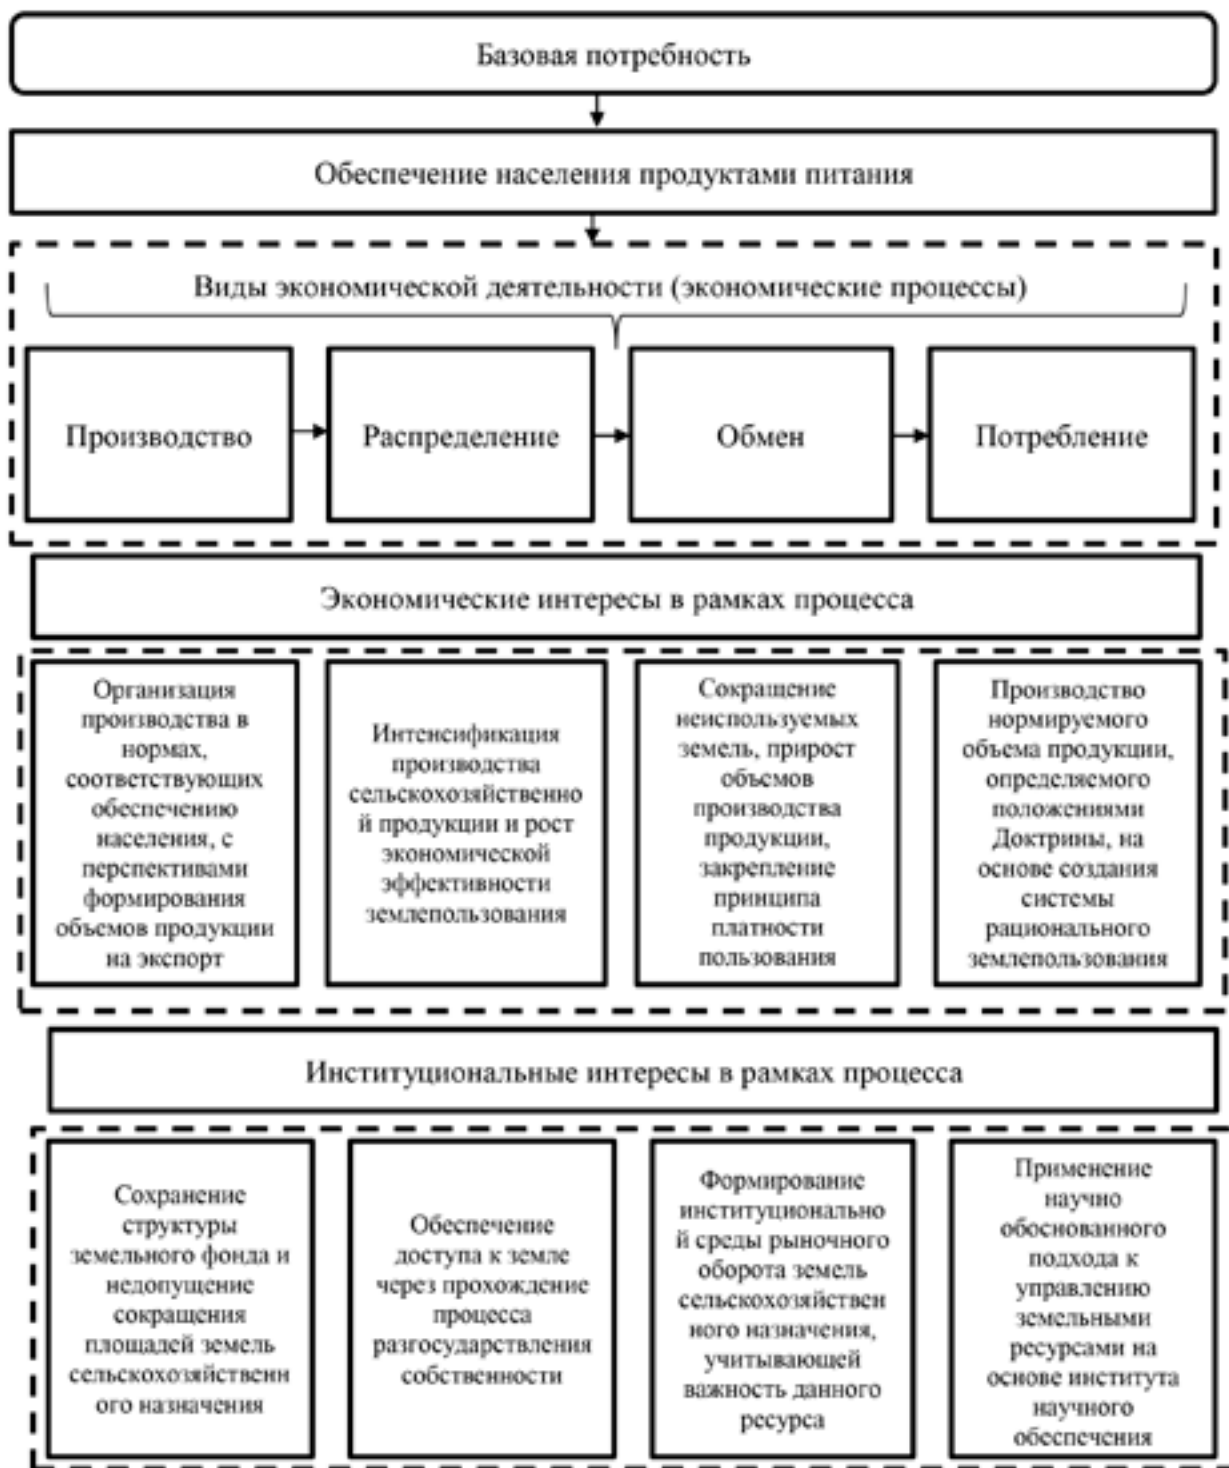 Базовая потребность
Обеспечение населения продуктами питания
Виды экономической деятельности (экономические процессы)
Производство
Распределение
Обмен
Потребление
Экономические интересы в рамках процесса
Организация
производства в
нормах,
соответствующих
обеспечению
населения, с
перспективами
формирования
объемов продукции
на экспорт
Интенсификация
производства
сельскохозяйственно
й продукции и рост
экономической
эффективности
землепользования
Сокращение
неиспользуемых
земель, прирост
объемов
производства
продукции,
закрепление
принципа
платности
пользования
Производство
нормируемого
объема продукции,
определяемого
положениями
Доктрины, на
основе создания
системы
рационального
землепользования
Институциональные интересы в рамках процесса
Сохранение
структуры
земельного фонда и
недопущение
сокращения
площадей земель
сельскохозяйственн
ого назначения
Обеспечение
доступа к земле
через прохождение
процесса
разгосударствления
собственности
Формирование
институционально
й среды рыночного
оборота земель
сельскохозяйствен
ного назначения,
учитывающей
важность данного
ресурса
Применение
научно
обоснованного
подхода к
управлению
земельными
ресурсами на
основе института
научного
обеспечения